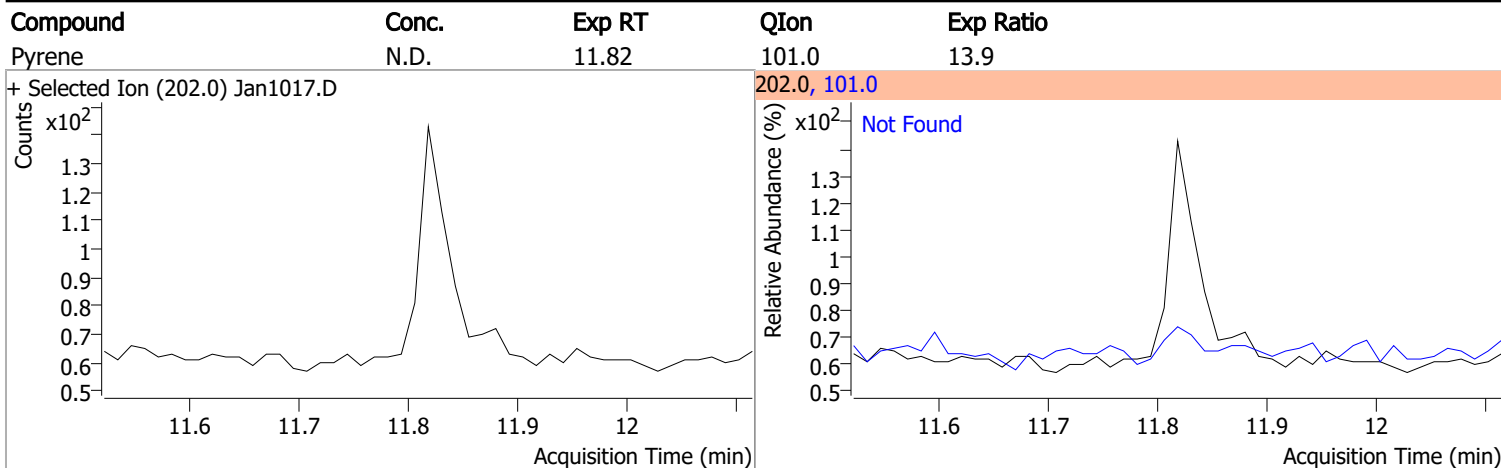 Compound Conc. Exp RT QIon Exp Ratio
Pyrene N.D. 11.82 101.0 13.9
+ Selected Ion (202.0) Jan1017.D
Counts
x10²
1.3
1.2
1.1
1
0.9
0.8
0.7
0.6
0.5
11.6 11.7 11.8 11.9 12
Acquisition Time (min)
202.0, 101.0
Relative Abundance (%)
x10²
Not Found
1.3
1.2
1.1
1
0.9
0.8
0.7
0.6
0.5
11.6 11.7 11.8 11.9 12
Acquisition Time (min)